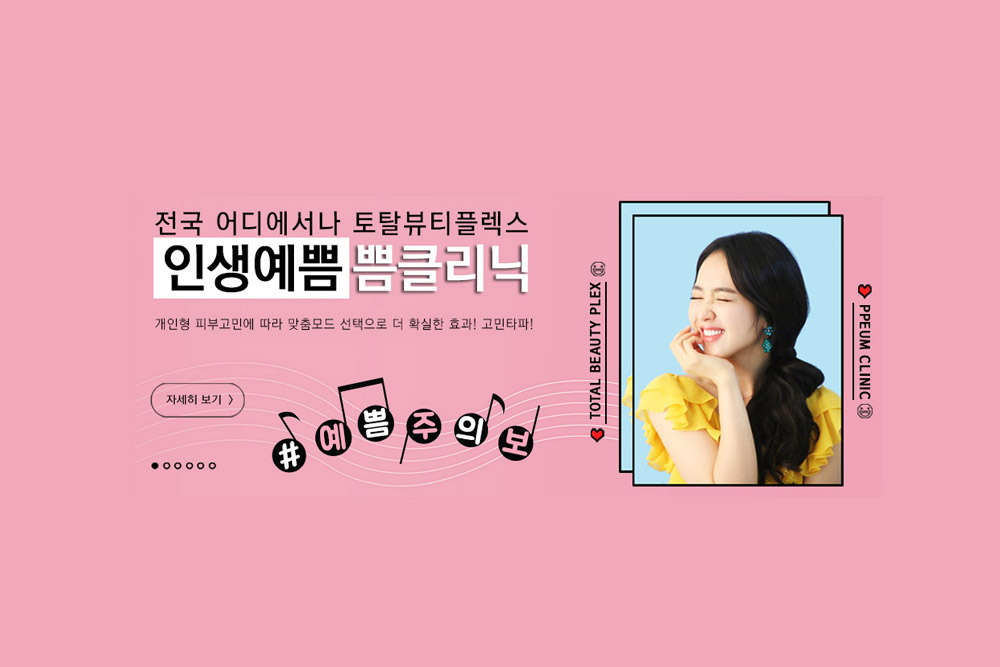 전국 어디에서나 토탈뷰티플렉스
인생예쁨 쁨클리닉
개인형 피부고민에 따라 맞춤모드 선택으로 더 확실한 효과! 고민타파!
자세히 보기 〉
#예쁨주의보
TOTAL BEAUTY PLEX
PPEUM CLINIC